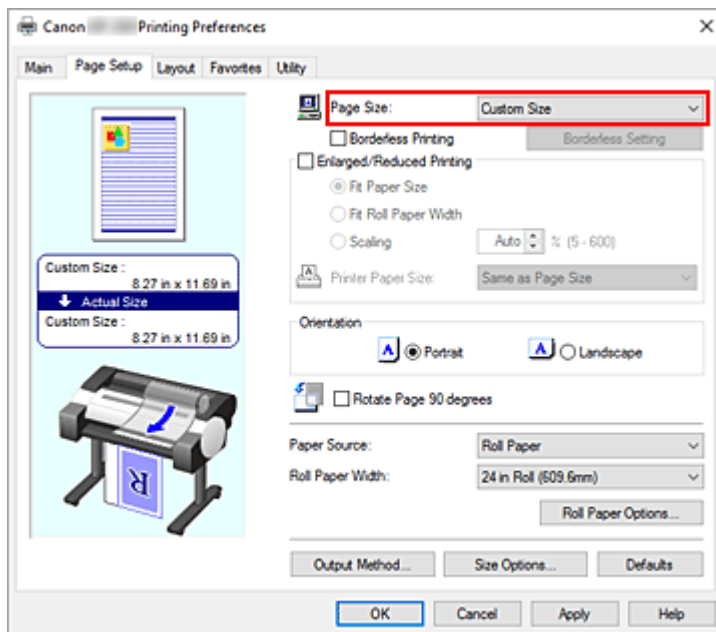 Canon Printing Preferences
Main Page Setup Layout Favorites Utility
Page Size: Custom Size
Borderless Printing Borderless Setting
Enlarged/Reduced Printing
Fit Paper Size
Fit Roll Paper Width
Scaling Auto % (5 - 600)
Printer Paper Size: Same as Page Size
Custom Size :
8.27 in x 11.69 in
Actual Size
Custom Size :
8.27 in x 11.69 in
Orientation
A Portrait A Landscape
Rotate Page 90 degrees
R
Paper Source: Roll Paper
Roll Paper Width: 24 in Roll (609.6mm)
Roll Paper Options...
Output Method... Size Options... Defaults
OK Cancel Apply Help